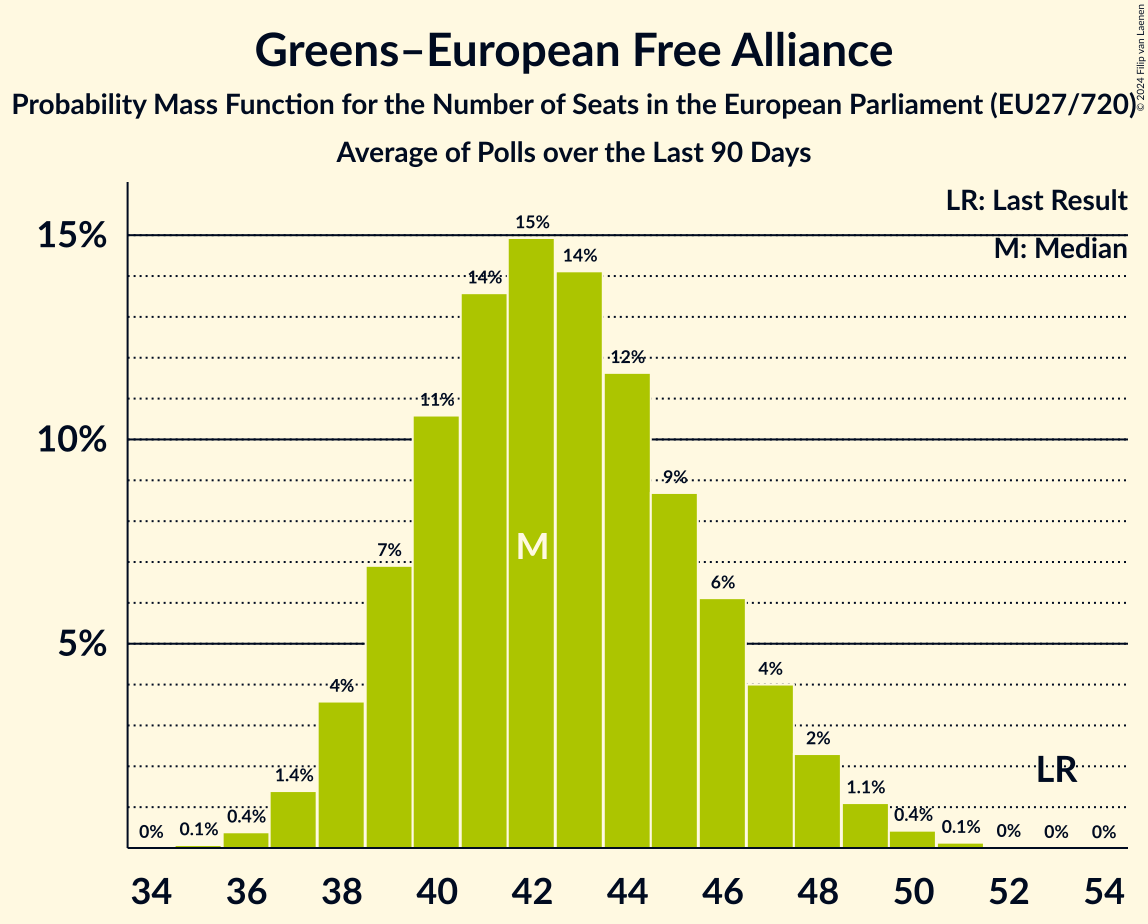 Greens–European Free Alliance
Probability Mass Function for the Number of Seats in the European Parliament (EU27/720)
Average of Polls over the Last 90 Days
© 2024 Filip van Laenen
LR: Last Result
M: Median
15%
10%
5%
0%
0.1%
0.4%
1.4%
4%
7%
11%
14%
15%
14%
12%
9%
6%
4%
2%
1.1%
0.4%
0.1%
0%
0%
0%
M
LR
34 36 38 40 42 44 46 48 50 52 54